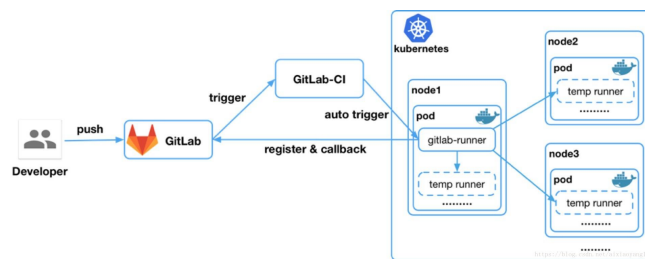 kubernetes
node2
pod
temp runner
.........
GitLab-CI
node1
pod
trigger
auto trigger
push
GitLab
gitlab-runner
Developer
register & callback
temp runner
.........
node3
pod
temp runner
.........
.........